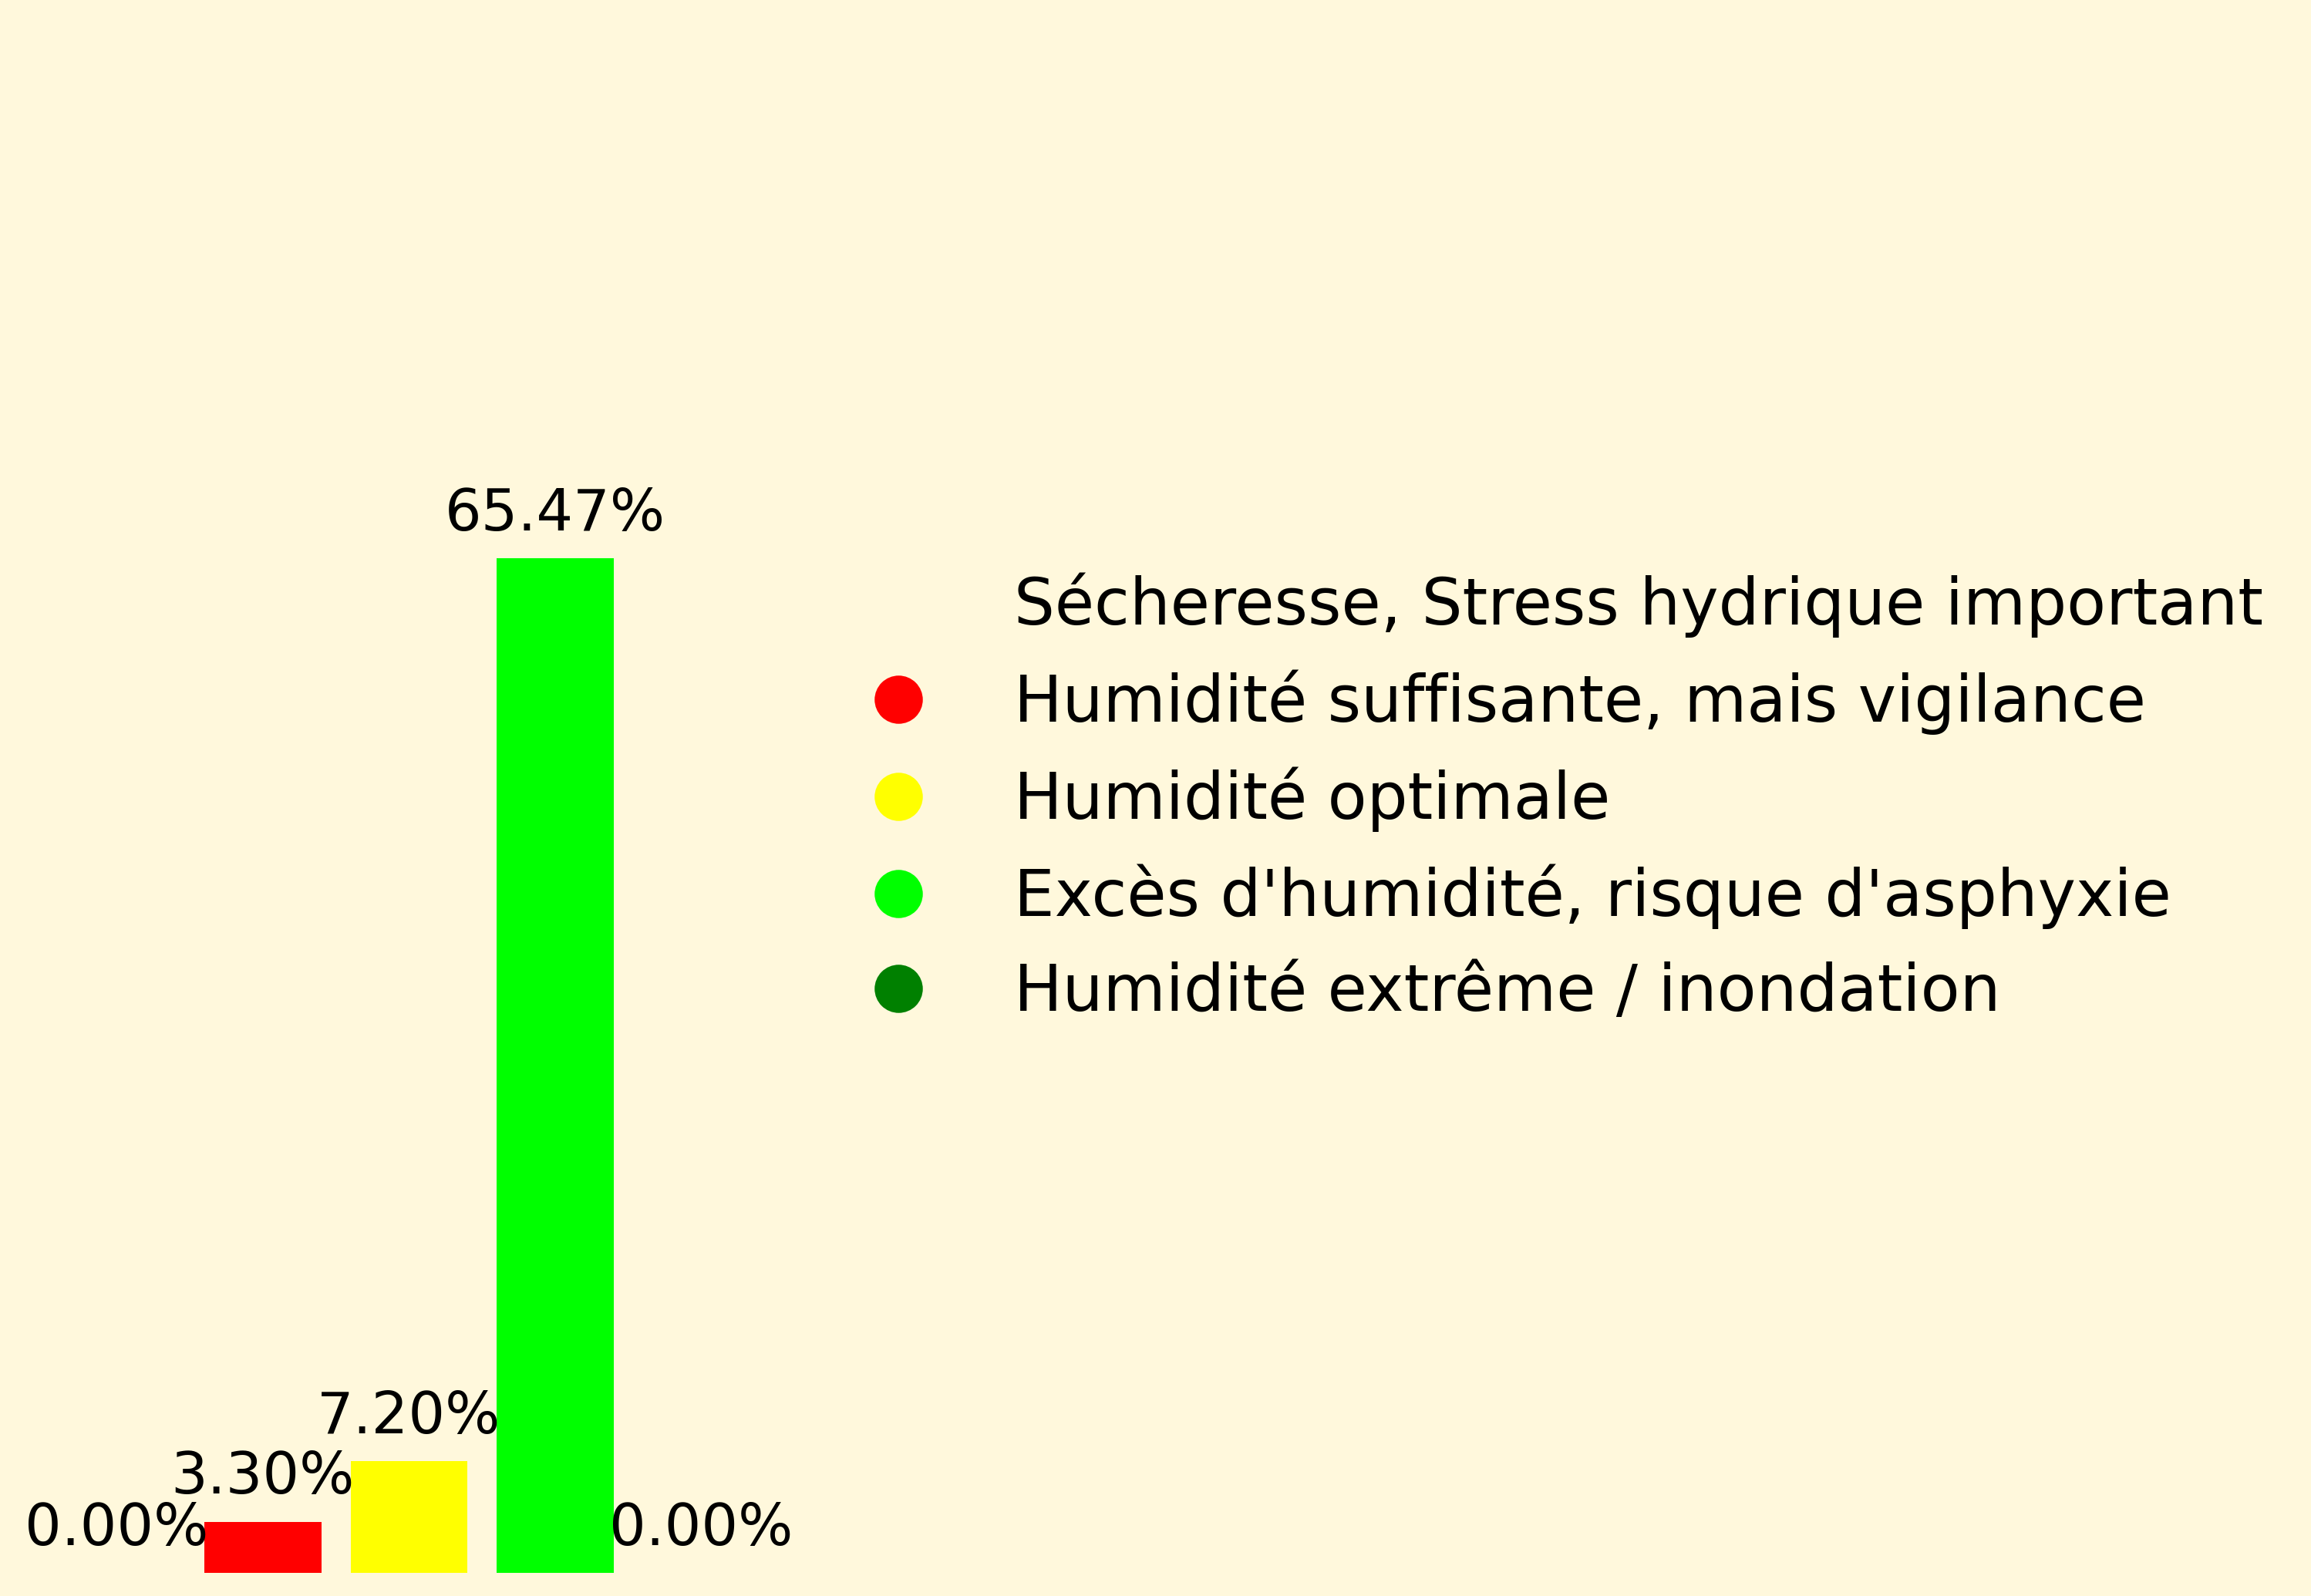 65.47%
Sécheresse, Stress hydrique important
Humidité suffisante, mais vigilance
Humidité optimale
Excès d'humidité, risque d'asphyxie
Humidité extrême / inondation
7.20%
3.30%
0.00%
0.00%